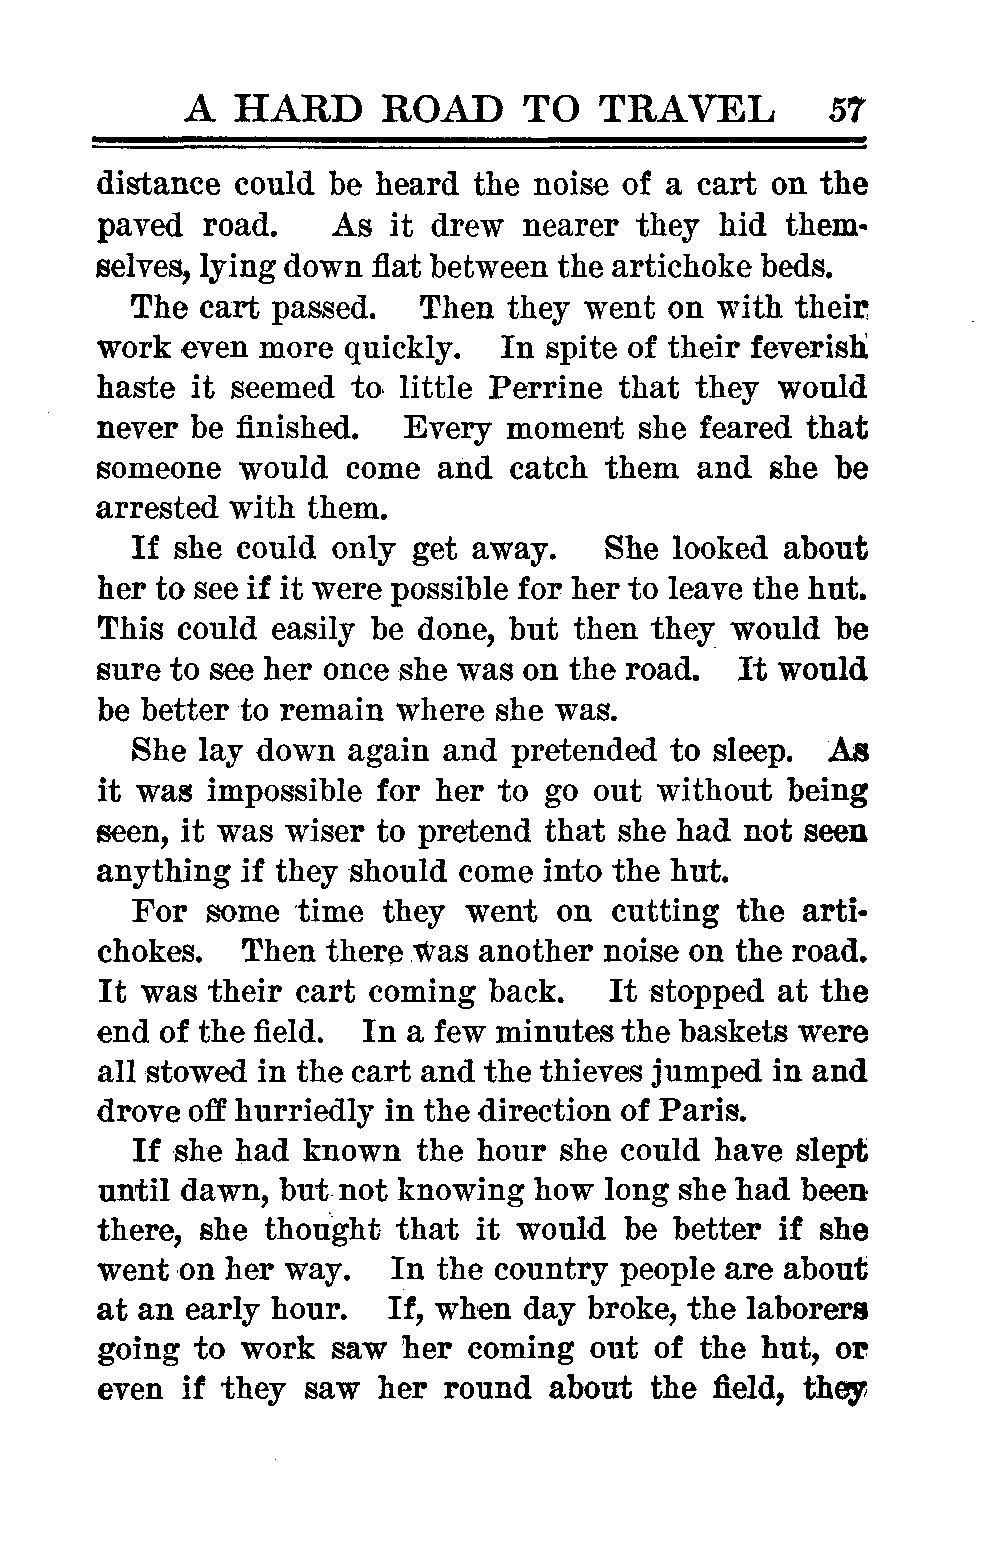 A HARD ROAD TO TRAVEL 57
distance could be heard the noise of a cart on the
paved road. As it drew nearer they hid them-
selves, lying down flat between the artichoke beds.
The cart passed. Then they went on with their
work even more quickly. In spite of their feverish
haste it seemed to little Perrine that they would
never be finished. Every moment she feared that
someone would come and catch them and she be
arrested with them.
If she could only get away. She looked about
her to see if it were possible for her to leave the hut.
This could easily be done, but then they would be
sure to see her once she was on the road. It would
be better to remain where she was.
She lay down again and pretended to sleep. As
it was impossible for her to go out without being
seen, it was wiser to pretend that she had not seen
anything if they should come into the hut.
For some time they went on cutting the arti-
chokes. Then there was another noise on the road.
It was their cart coming back. It stopped at the
end of the field. In a few minutes the baskets were
all stowed in the cart and the thieves jumped in and
drove off hurriedly in the direction of Paris.
If she had known the hour she could have slept
until dawn, but not knowing how long she had been
there, she thought that it would be better if she
went on her way. In the country people are about
at an early hour. If, when day broke, the laborers
going to work saw her coming out of the hut, or
even if they saw her round about the field, they